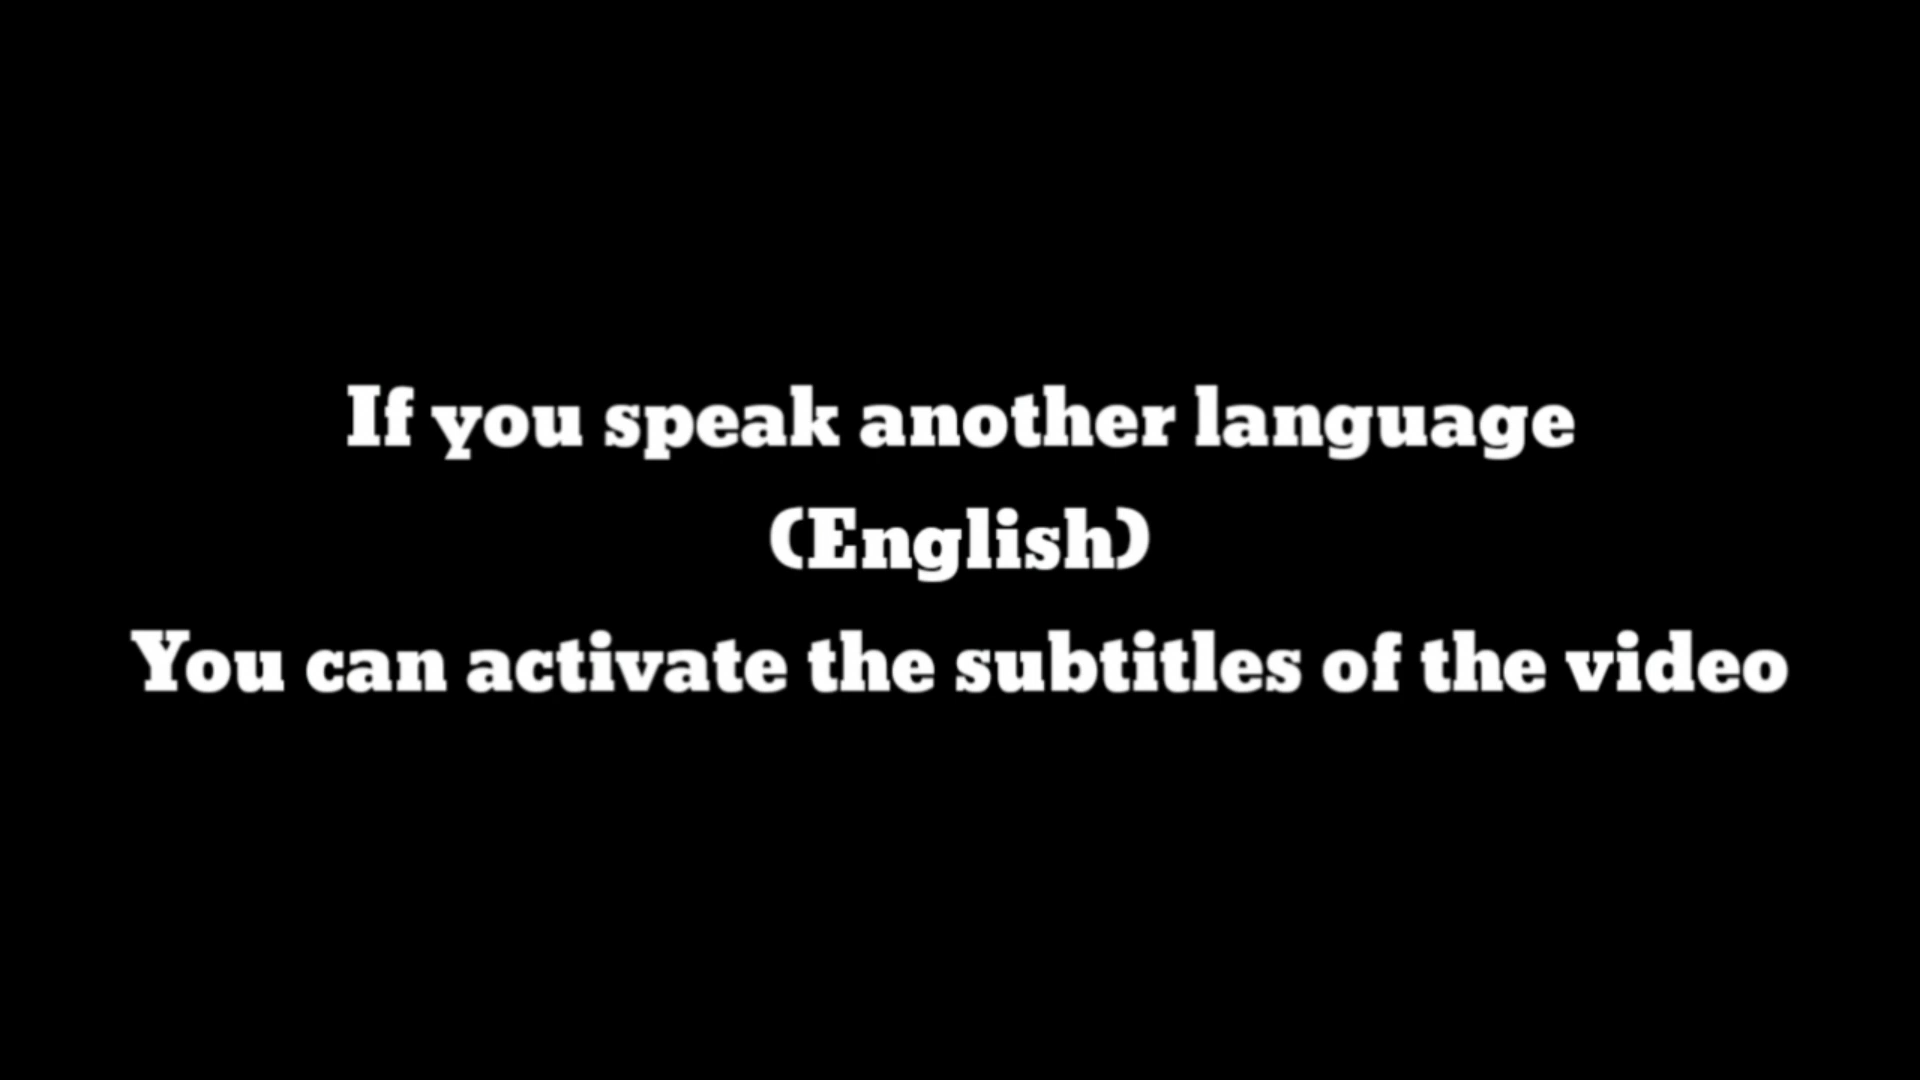 If you speak another language
(English)
You can activate the subtitles of the video